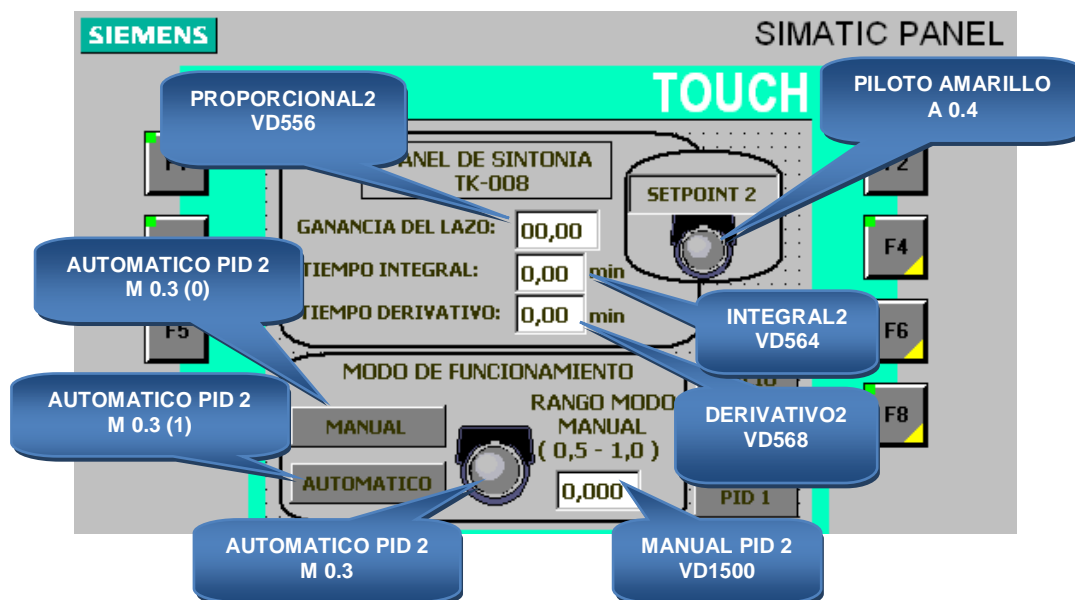 SIEMENS
SIMATIC PANEL
TOUCH
PROPORCIONAL2
VD556
PILOTO AMARILLO
A 0.4
ANEL DE SINTONIA
TK-008
SETPOINT 2
GANANCIA DEL LAZO:
00,00
F4
AUTOMATICO PID 2
M 0.3 (0)
TIEMPO INTEGRAL:
0,00
min
TIEMPO DERIVATIVO:
0,00
min
INTEGRAL2
VD564
F5
F6
MODO DE FUNCIONAMIENTO
AUTOMATICO PID 2
M 0.3 (1)
RANGO MODO
MANUAL
( 0,5 - 1,0 )
DERIVATIVO2
VD568
F8
MANUAL
AUTOMATICO
0,000
PID 1
AUTOMATICO PID 2
M 0.3
MANUAL PID 2
VD1500